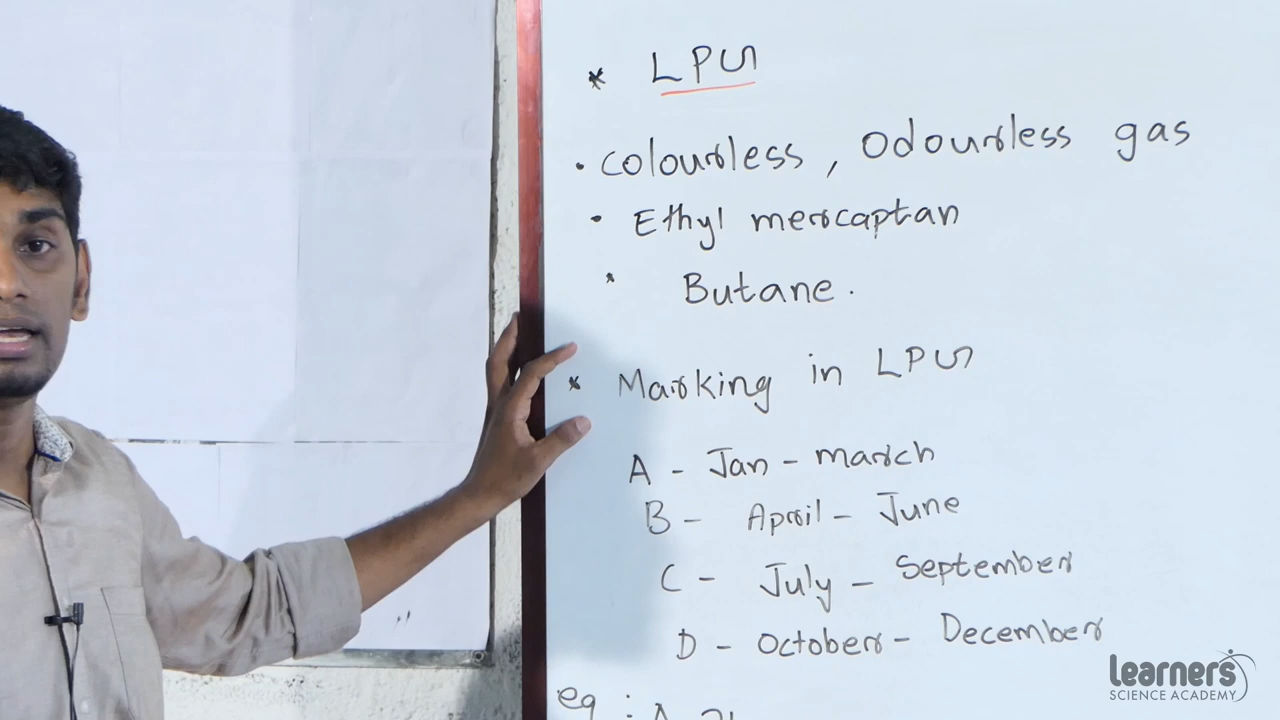 * LPG
• Colourless, Odourless gas
• Ethyl mercaptan
* Butane.
* Marking in LPG
A - Jan - march
B - April - June
C - July - September
D - October - December
eg :
Learners
SCIENCE ACADEMY